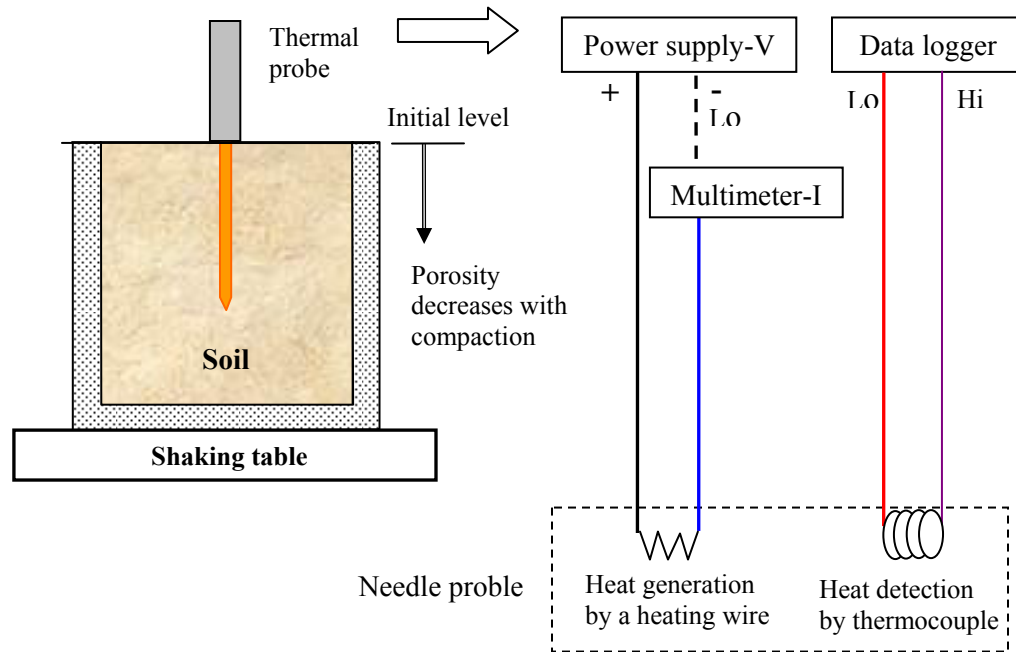 Thermal
probe
Initial level
Porosity
decreases with
compaction
Soil
Shaking table
Power supply-V
Data logger
+
-
Lo
Lo
Hi
Multimeter-I
Needle proble
Heat generation
by a heating wire
Heat detection
by thermocouple